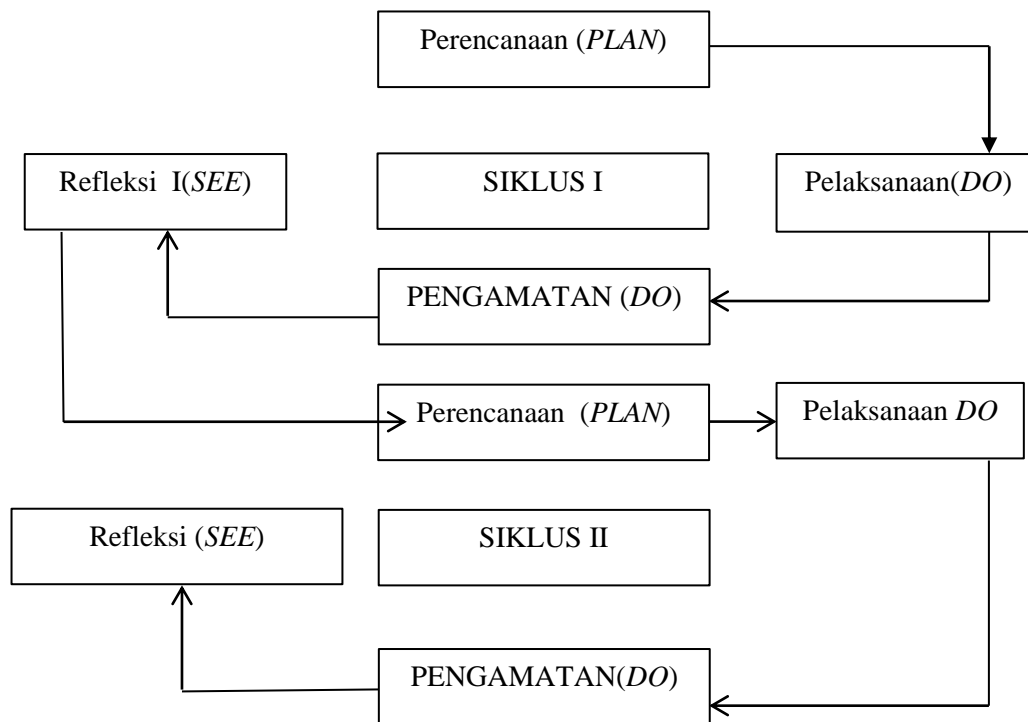 Perencanaan (PLAN)
Refleksi I(SEE)
SIKLUS I
Pelaksanaan(DO)
PENGAMATAN (DO)
Perencanaan (PLAN)
Pelaksanaan DO
Refleksi (SEE)
SIKLUS II
PENGAMATAN(DO)